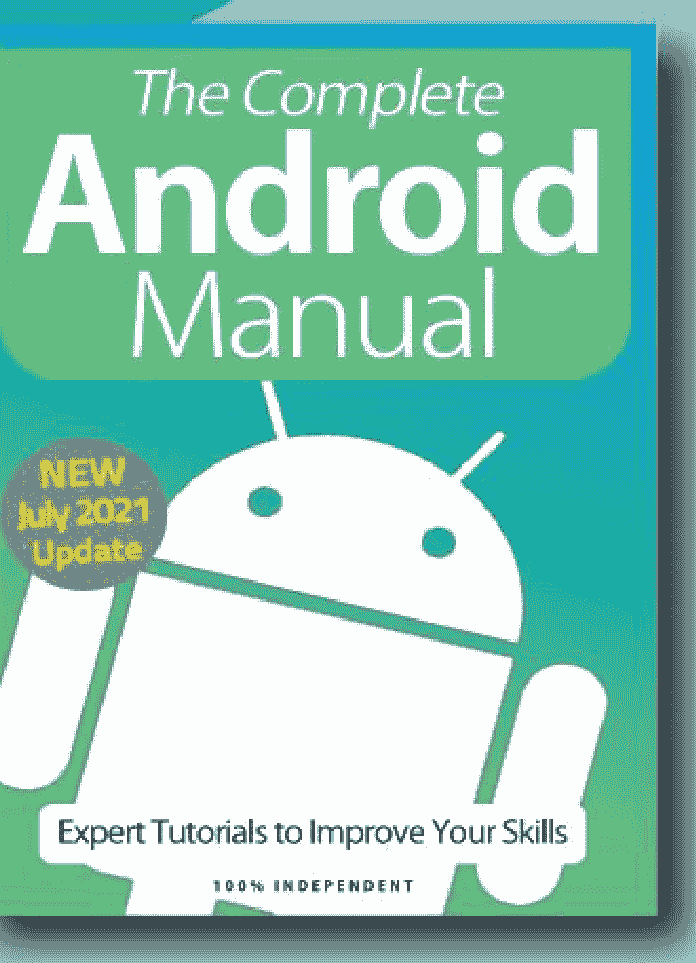 The Complete
Android
Manual
NEW
July 2021
Update
Expert Tutorials to Improve Your Skills
100% INDEPENDENT